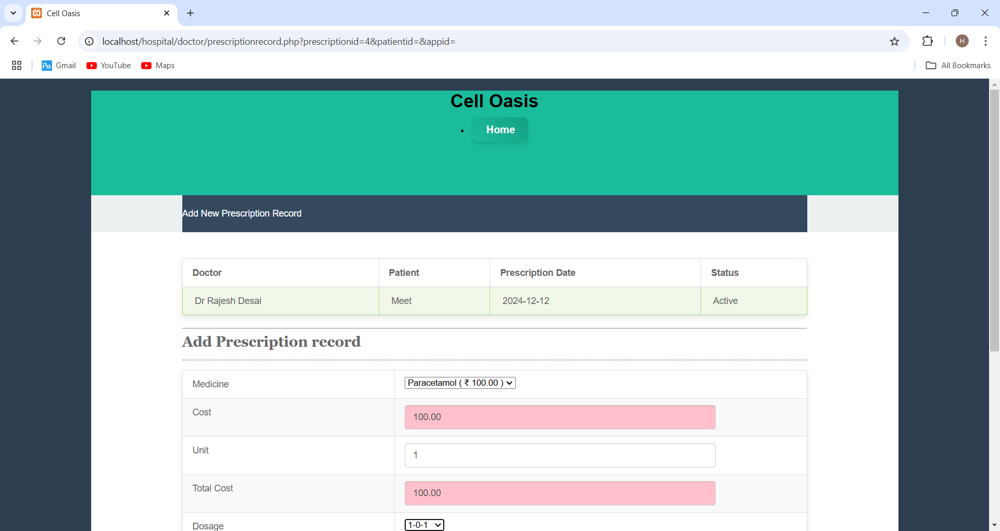 Cell Oasis
localhost/hospital/doctor/prescriptionrecord.php?prescriptionid=4&patientid=&appid=
H
Pa Gmail YouTube Maps All Bookmarks
Cell Oasis
• Home
Add New Prescription Record
Doctor Patient Prescription Date Status
Dr Rajesh Desai Meet 2024-12-12 Active
Add Prescription record
Medicine Paracetamol ( ₹ 100.00 )
Cost 100.00
Unit 1
Total Cost 100.00
Dosage 1-0-1